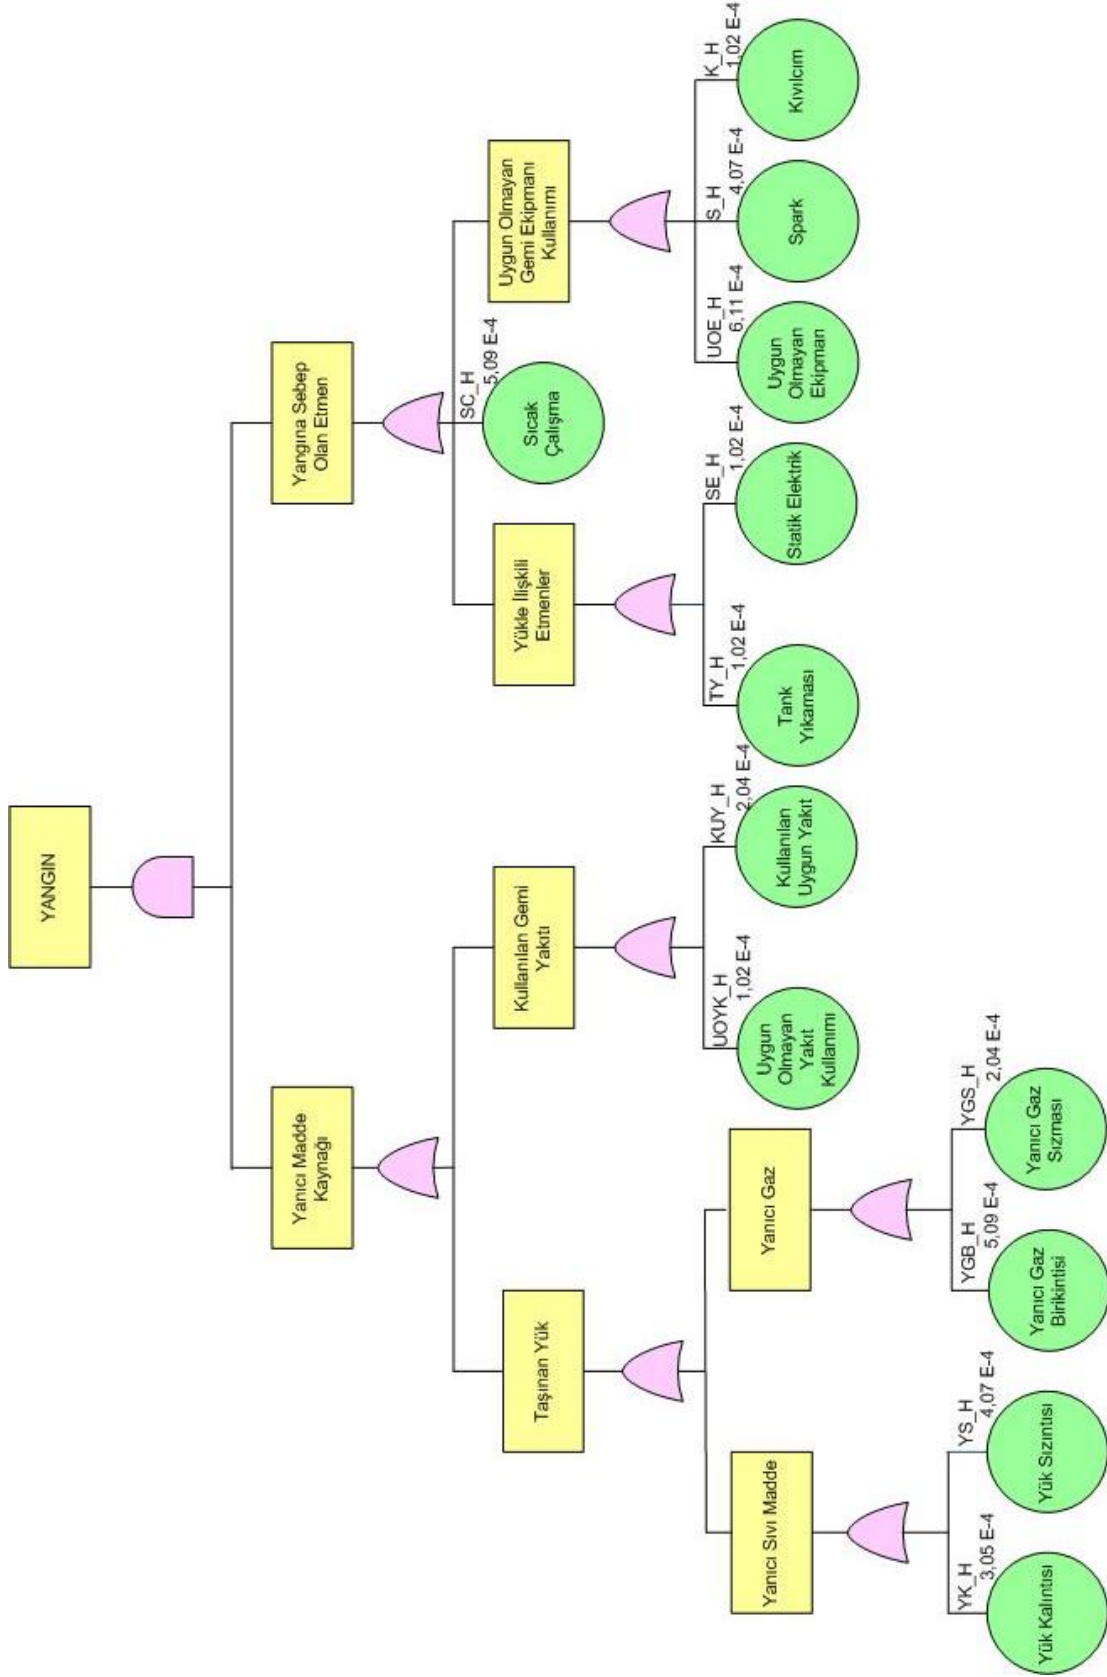 YANGIN
Yanıcı Madde
Kaynağı
Yangına Sebep
Olan Etmen
Taşınan Yük
Kullanılan Gemi
Yakıtı
Yükle İlişkili
Etmenler
SC_H
5,09 E-4
Sıcak
Çalışma
Uygun Olmayan
Gemi Ekipmanı
Kullanımı
Yanıcı Sıvı Madde
Yanıcı Gaz
UOYK_H
1,02 E-4
Uygun
Olmayan
Yakıt
Kullanımı
KUY_H
2,04 E-4
Kullanılan
Uygun Yakıt
TY_H
1,02 E-4
Tank
Yıkaması
SE_H
1,02 E-4
Statik Elektrik
UOE_H
6,11 E-4
Uygun
Olmayan
Ekipman
S_H
4,07 E-4
Spark
K_H
1,02 E-4
Kıvılcım
YK_H
3,05 E-4
Yük Kalıntısı
YS_H
4,07 E-4
Yük Sızıntısı
YGB_H
5,09 E-4
Yanıcı Gaz
Birikintisi
YGS_H
2,04 E-4
Yanıcı Gaz
Sızması